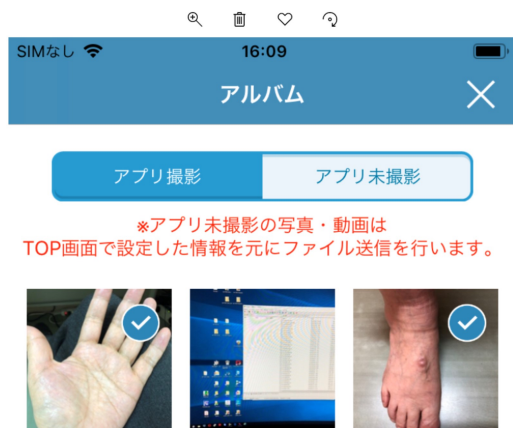 SIMなし 16:09
アルバム
アプリ撮影 アプリ未撮影
※アプリ未撮影の写真・動画は
TOP画面で設定した情報を元にファイル送信を行います。